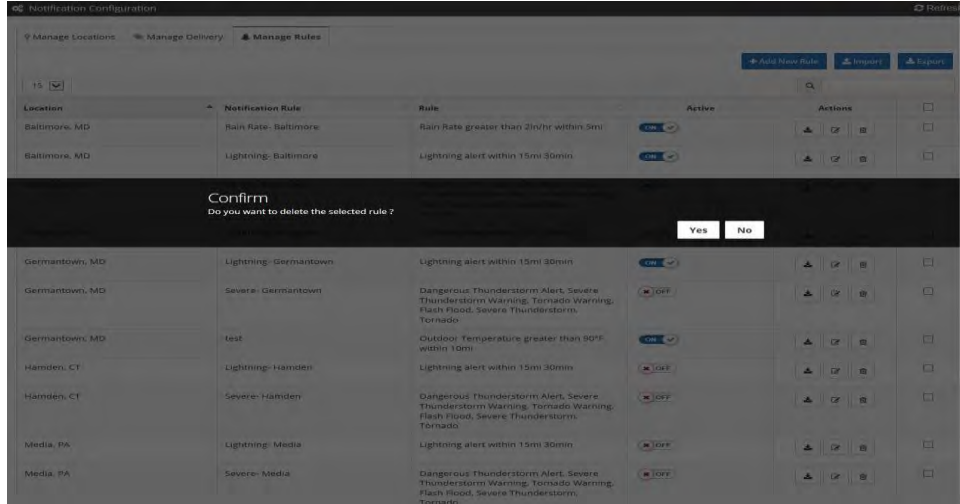 Notification Configuration
Refres
Manage Locations Manage Delivery Manage Rules
Add New Rule Import Export
15
Location Notification Rule Rule Active Actions
Baltimore, MD Rain Rate- Baltimore Rain Rate greater than 2in/hr within 5mi ON
Baltimore, MD Lightning- Baltimore Lightning alert within 15mi 30min ON
Confirm
Do you want to delete the selected rule ?
Yes No
Germantown, MD Lightning- Germantown Lightning alert within 15mi 30min ON
Germantown, MD Severe- Germantown Dangerous Thunderstorm Alert, Severe OFF
Thunderstorm Warning, Tornado Warning,
Flash Flood, Severe Thunderstorm,
Tornado
Germantown, MD test Outdoor Temperature greater than 90°F ON
within 10mi
Hamden, CT Lightning- Hamden Lightning alert within 15mi 30min OFF
Hamden, CT Severe- Hamden Dangerous Thunderstorm Alert, Severe OFF
Thunderstorm Warning, Tornado Warning,
Flash Flood, Severe Thunderstorm,
Tornado
Media, PA Lightning- Media Lightning alert within 15mi 30min OFF
Media, PA Severe- Media Dangerous Thunderstorm Alert, Severe OFF
Thunderstorm Warning, Tornado Warning,
Flash Flood, Severe Thunderstorm,
Tornado